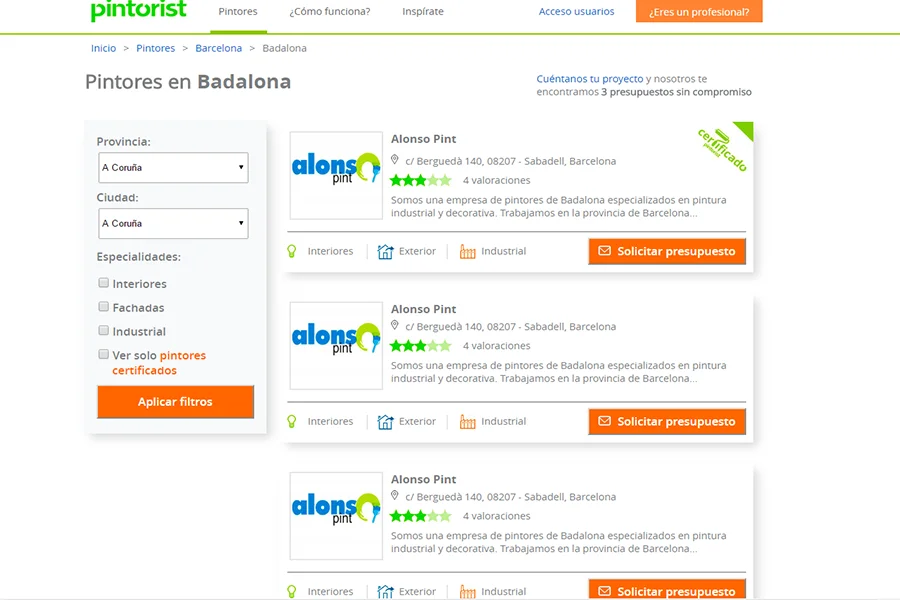 pintorist
Pintores ¿Cómo funciona? Inspírate Acceso usuarios ¿Eres un profesional?
Inicio > Pintores > Barcelona > Badalona
Pintores en Badalona
Cuéntanos tu proyecto y nosotros te
encontramos 3 presupuestos sin compromiso
Provincia:
A Coruña
Ciudad:
A Coruña
Especialidades:
Interiores
Fachadas
Industrial
Ver solo pintores
certificados
Aplicar filtros
alonso
pint
Alonso Pint
c/ Berguedà 140, 08207 - Sabadell, Barcelona
4 valoraciones
Somos una empresa de pintores de Badalona especializados en pintura
industrial y decorativa. Trabajamos en la provincia de Barcelona...
certificado
pintorist
Interiores Exterior Industrial Solicitar presupuesto
alonso
pint
Alonso Pint
c/ Berguedà 140, 08207 - Sabadell, Barcelona
4 valoraciones
Somos una empresa de pintores de Badalona especializados en pintura
industrial y decorativa. Trabajamos en la provincia de Barcelona...
Interiores Exterior Industrial Solicitar presupuesto
alonso
pint
Alonso Pint
c/ Berguedà 140, 08207 - Sabadell, Barcelona
4 valoraciones
Somos una empresa de pintores de Badalona especializados en pintura
industrial y decorativa. Trabajamos en la provincia de Barcelona...
Interiores Exterior Industrial Solicitar presupuesto